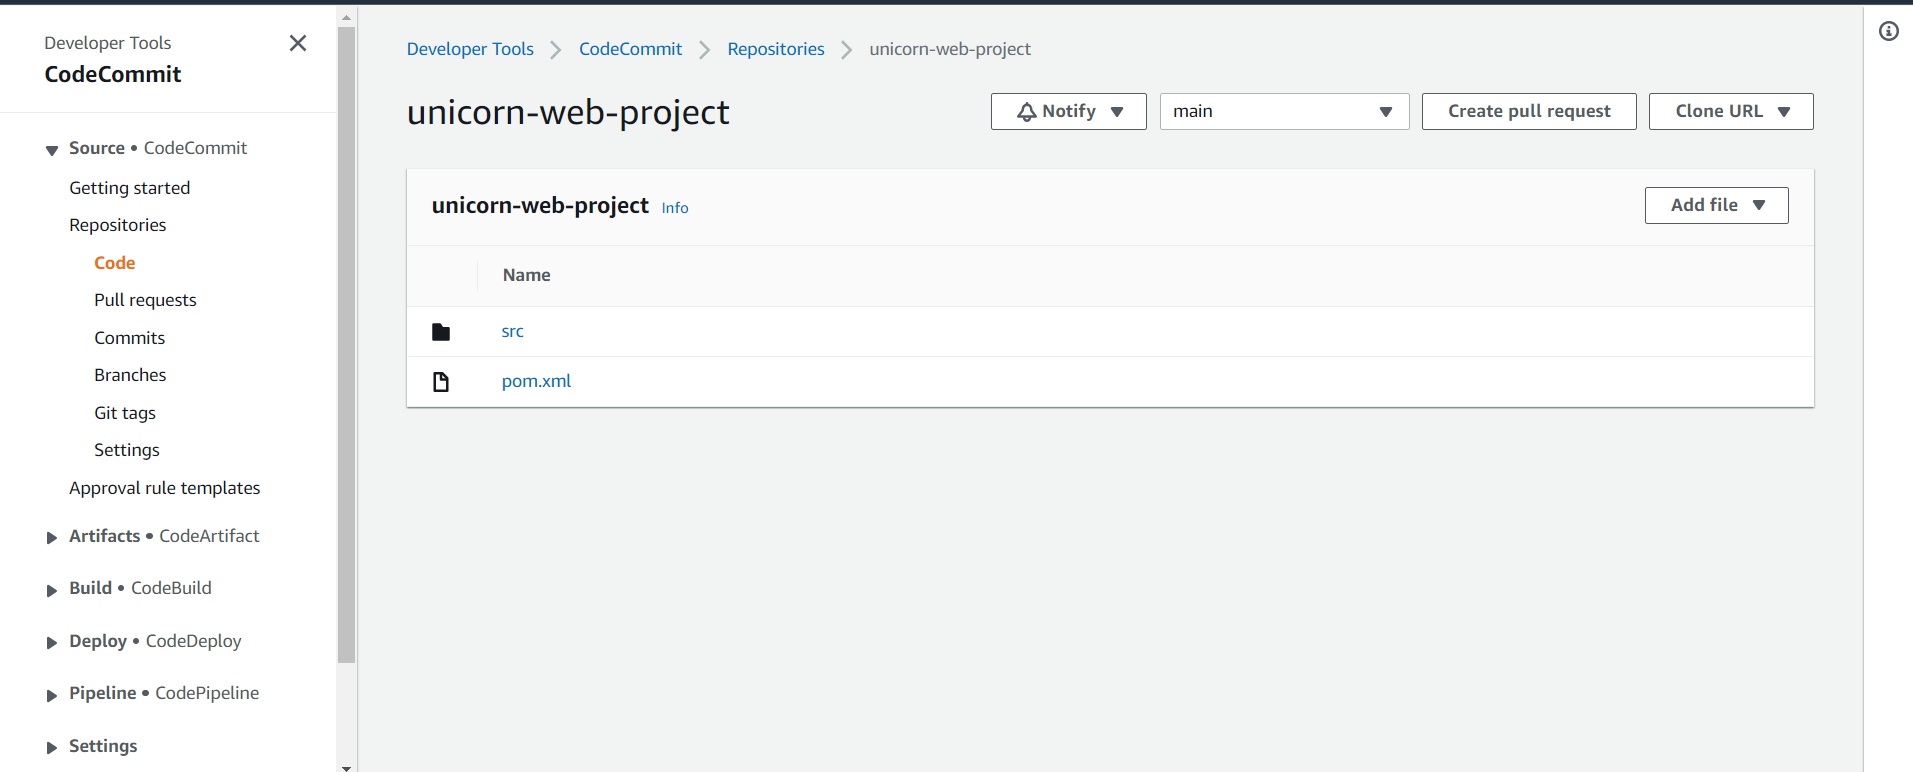 Developer Tools
CodeCommit
Source • CodeCommit
Getting started
Repositories
Code
Pull requests
Commits
Branches
Git tags
Settings
Approval rule templates
Artifacts • CodeArtifact
Build • CodeBuild
Deploy • CodeDeploy
Pipeline • CodePipeline
Settings
Developer Tools CodeCommit Repositories unicorn-web-project
unicorn-web-project Notify main Create pull request Clone URL
unicorn-web-project Info Add file
Name
src
pom.xml